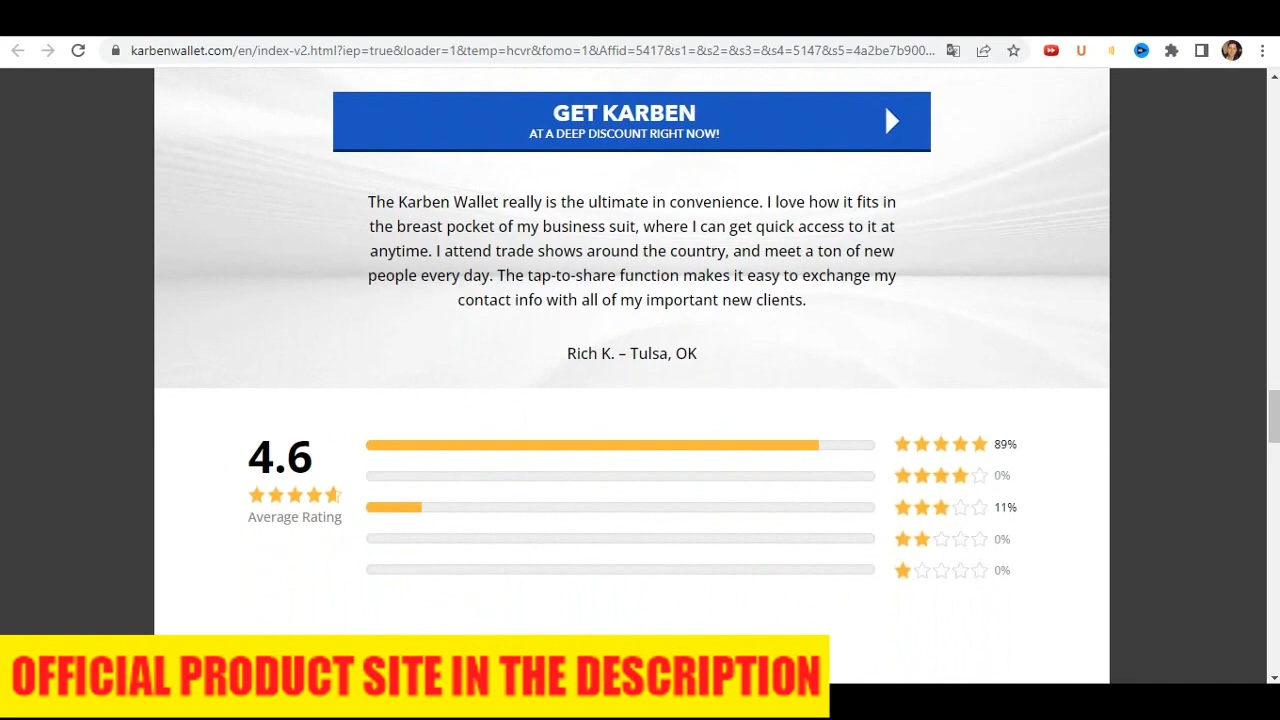 karbenwallet.com/en/index-v2.html?iep=true&loader=1&temp=hcvr&fomo=1&Affid=5417&s1=&s2=&s3=&s4=5147&s5=4a2be7b900...
GET KARBEN
AT A DEEP DISCOUNT RIGHT NOW!
The Karben Wallet really is the ultimate in convenience. I love how it fits in
the breast pocket of my business suit, where I can get quick access to it at
anytime. I attend trade shows around the country, and meet a ton of new
people every day. The tap-to-share function makes it easy to exchange my
contact info with all of my important new clients.
Rich K. – Tulsa, OK
4.6
Average Rating
89%
0%
11%
0%
0%
OFFICIAL PRODUCT SITE IN THE DESCRIPTION